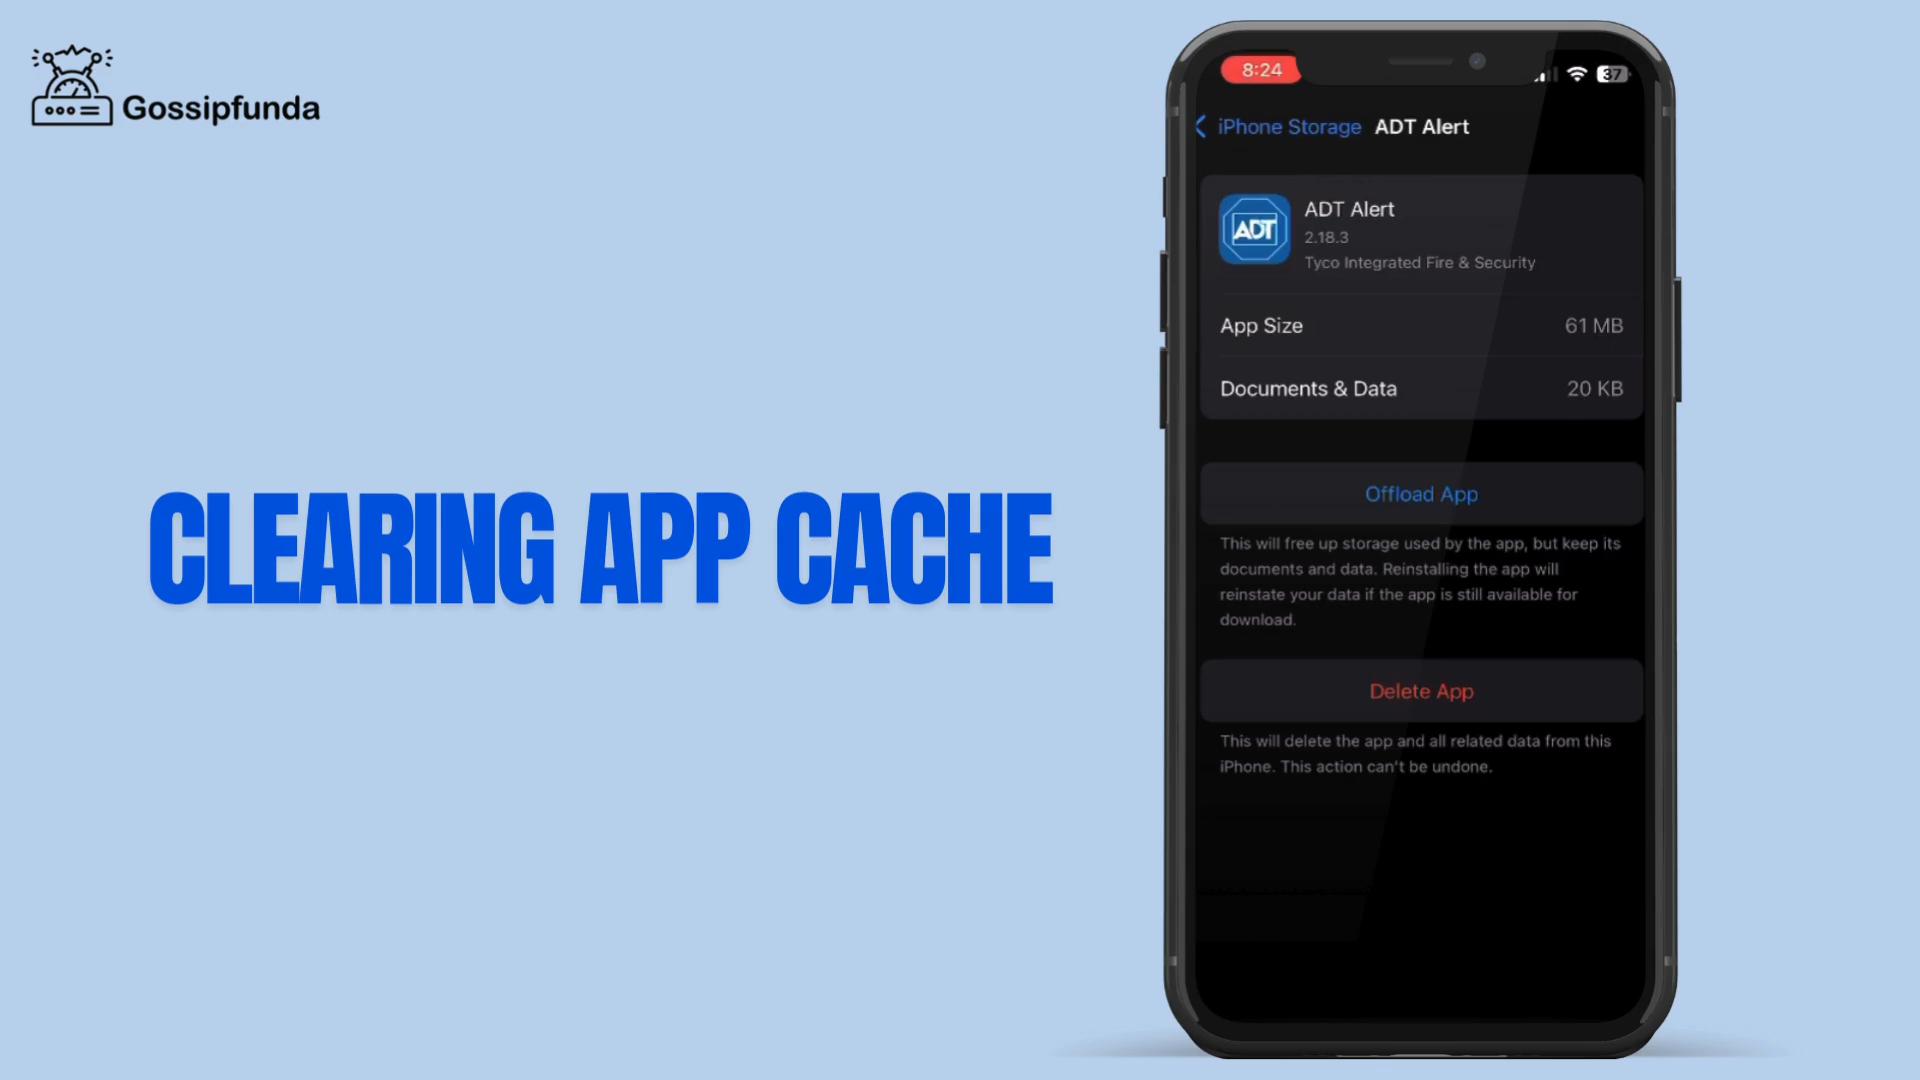 Gossipfunda
CLEARING APP CACHE
8:24
37
iPhone Storage ADT Alert
ADT
ADT Alert
2.18.3
Tyco Integrated Fire & Security
App Size 61 MB
Documents & Data 20 KB
Offload App
This will free up storage used by the app, but keep its
documents and data. Reinstalling the app will
reinstate your data if the app is still available for
download.
Delete App
This will delete the app and all related data from this
iPhone. This action can't be undone.